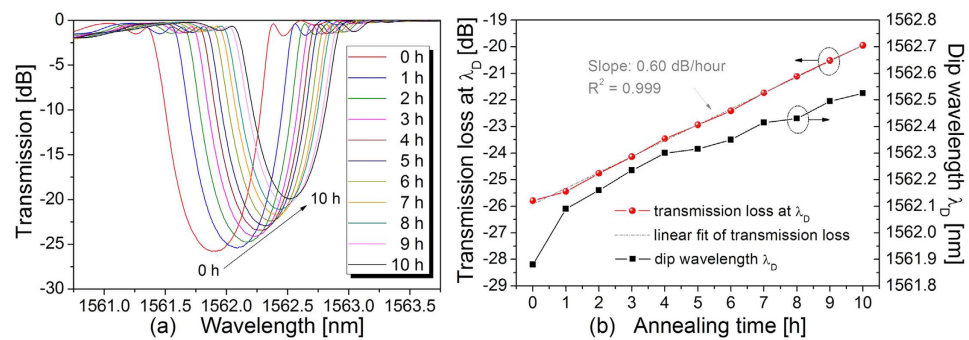 Transmission [dB]
0
-5
-10
-15
-20
-25
-30
0 h
1 h
2 h
3 h
4 h
5 h
6 h
7 h
8 h
9 h
10 h
10 h
0 h
1561.0 1561.5 1562.0 1562.5 1563.0 1563.5
(a) Wavelength [nm]
Transmission loss at λD [dB]
-19
-20
-21
-22
-23
-24
-25
-26
-27
-28
-29
Slope: 0.60 dB/hour
R² = 0.999
transmission loss at λD
linear fit of transmission loss
dip wavelength λD
0 1 2 3 4 5 6 7 8 9 10
(b) Annealing time [h]
1562.8
1562.7
1562.6
1562.5
1562.4
1562.3
1562.2
1562.1
1562.0
1561.9
1561.8
Dip wavelength λD [nm]